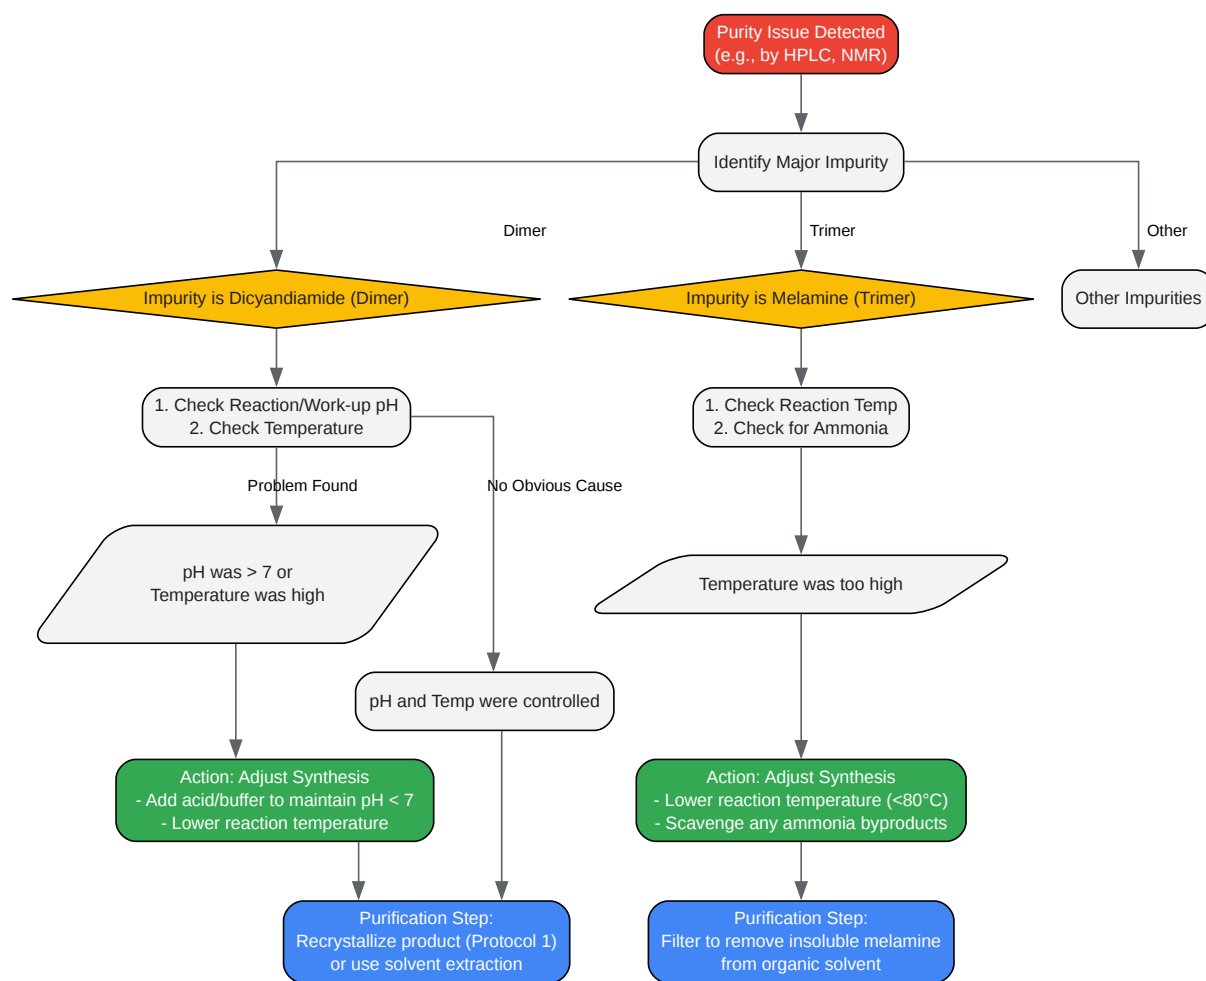 Purity Issue Detected
(e.g., by HPLC, NMR)
Identify Major Impurity
Dimer
Trimer
Other
Impurity is Dicyandiamide (Dimer)
Impurity is Melamine (Trimer)
Other Impurities
1. Check Reaction/Work-up pH
2. Check Temperature
1. Check Reaction Temp
2. Check for Ammonia
Problem Found
No Obvious Cause
pH was > 7 or
Temperature was high
Temperature was too high
pH and Temp were controlled
Action: Adjust Synthesis
- Add acid/buffer to maintain pH < 7
- Lower reaction temperature
Action: Adjust Synthesis
- Lower reaction temperature (<80°C)
- Scavenge any ammonia byproducts
Purification Step:
Recrystallize product (Protocol 1)
or use solvent extraction
Purification Step:
Filter to remove insoluble melamine
from organic solvent